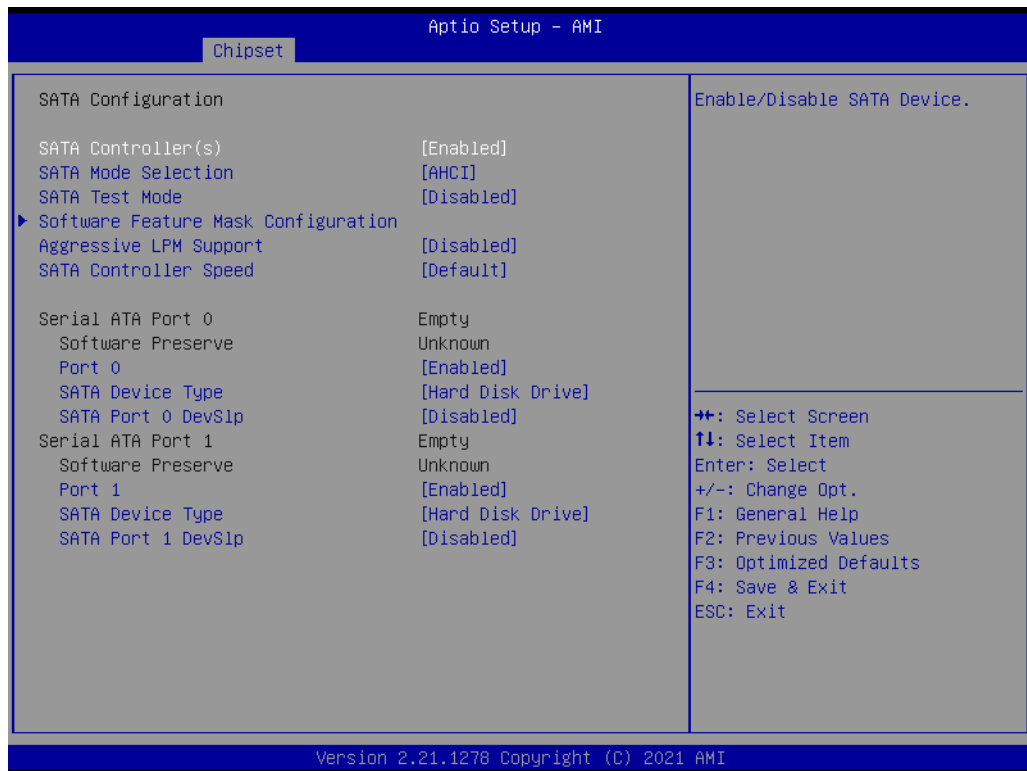 Aptio Setup – AMI
Chipset
SATA Configuration
SATA Controller(s) [Enabled]
SATA Mode Selection [AHCI]
SATA Test Mode [Disabled]
Software Feature Mask Configuration
Aggressive LPM Support [Disabled]
SATA Controller Speed [Default]
Serial ATA Port 0 Empty
Software Preserve Unknown
Port 0 [Enabled]
SATA Device Type [Hard Disk Drive]
SATA Port 0 DevSlp [Disabled]
Serial ATA Port 1 Empty
Software Preserve Unknown
Port 1 [Enabled]
SATA Device Type [Hard Disk Drive]
SATA Port 1 DevSlp [Disabled]
Enable/Disable SATA Device.
→←: Select Screen
↑↓: Select Item
Enter: Select
+/-: Change Opt.
F1: General Help
F2: Previous Values
F3: Optimized Defaults
F4: Save & Exit
ESC: Exit
Version 2.21.1278 Copyright (C) 2021 AMI